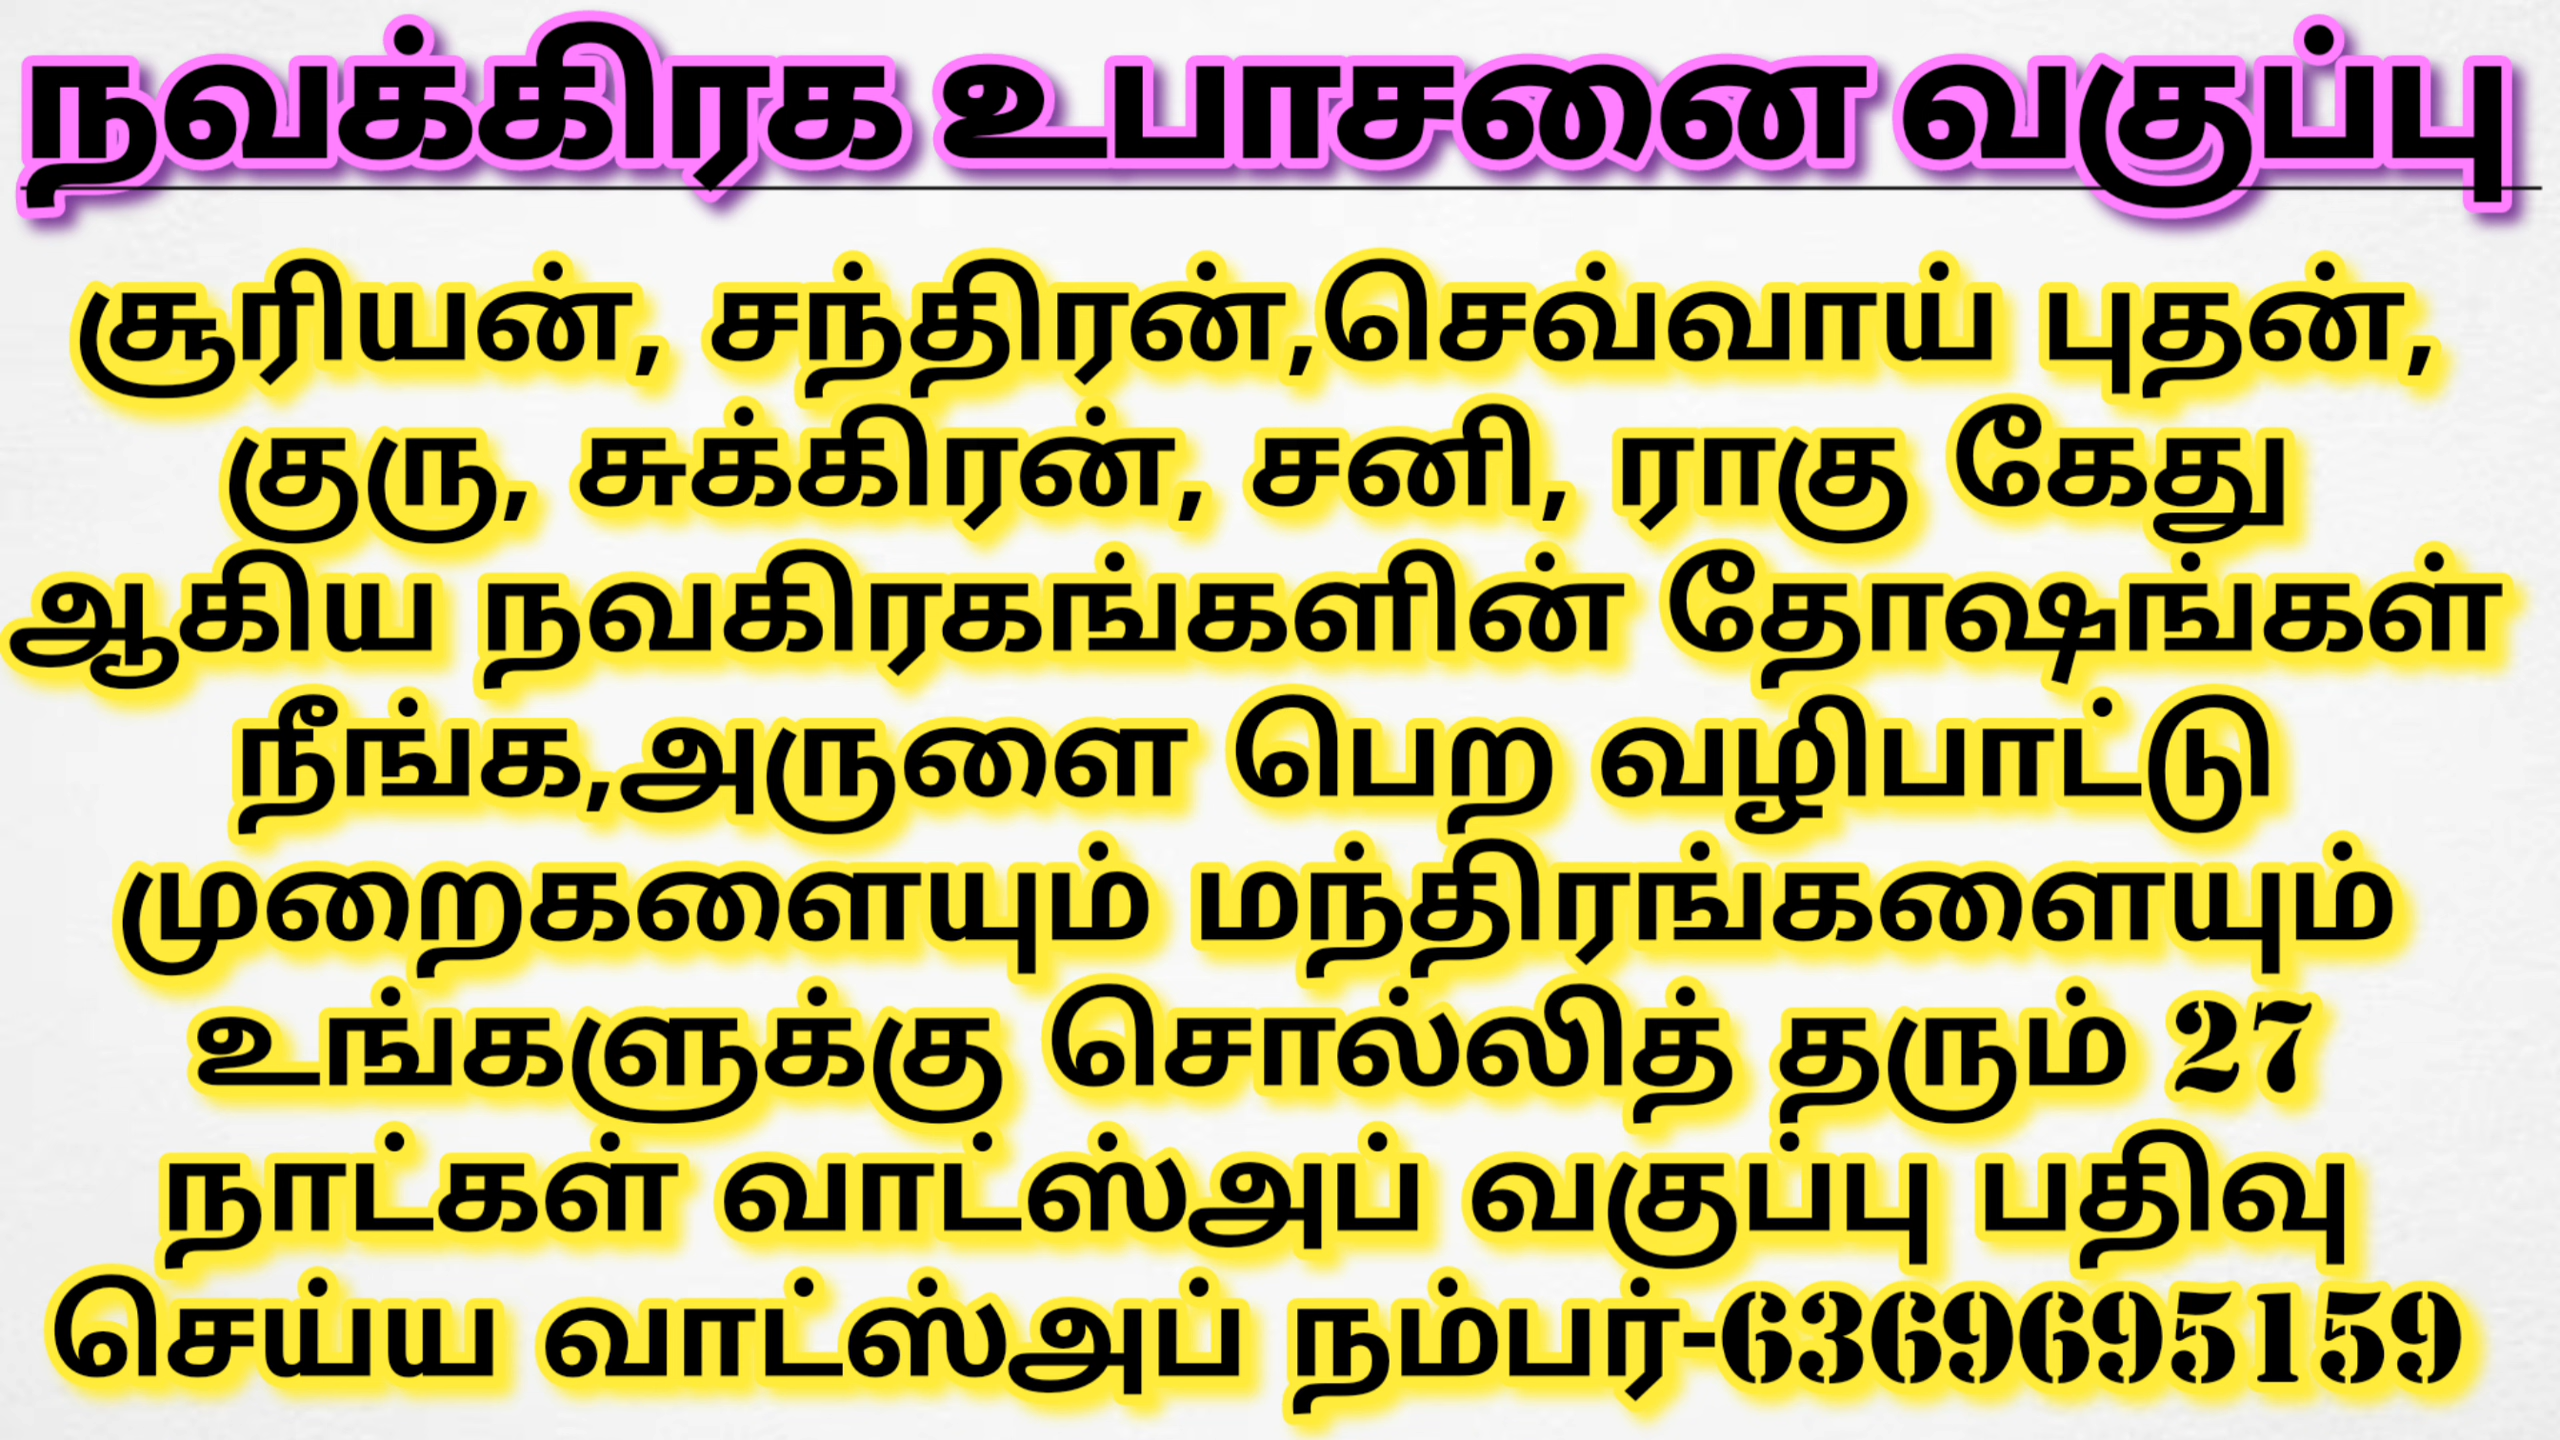 நவக்கிரக உபாசனை வகுப்பு
சூரியன், சந்திரன்,செவ்வாய் புதன்,
குரு, சுக்கிரன், சனி, ராகு கேது
ஆகிய நவகிரகங்களின் தோஷங்கள்
நீங்க,அருளை பெற வழிபாட்டு
முறைகளையும் மந்திரங்களையும்
உங்களுக்கு சொல்லித் தரும் 27
நாட்கள் வாட்ஸ்அப் வகுப்பு பதிவு
செய்ய வாட்ஸ்அப் நம்பர்-6369695159